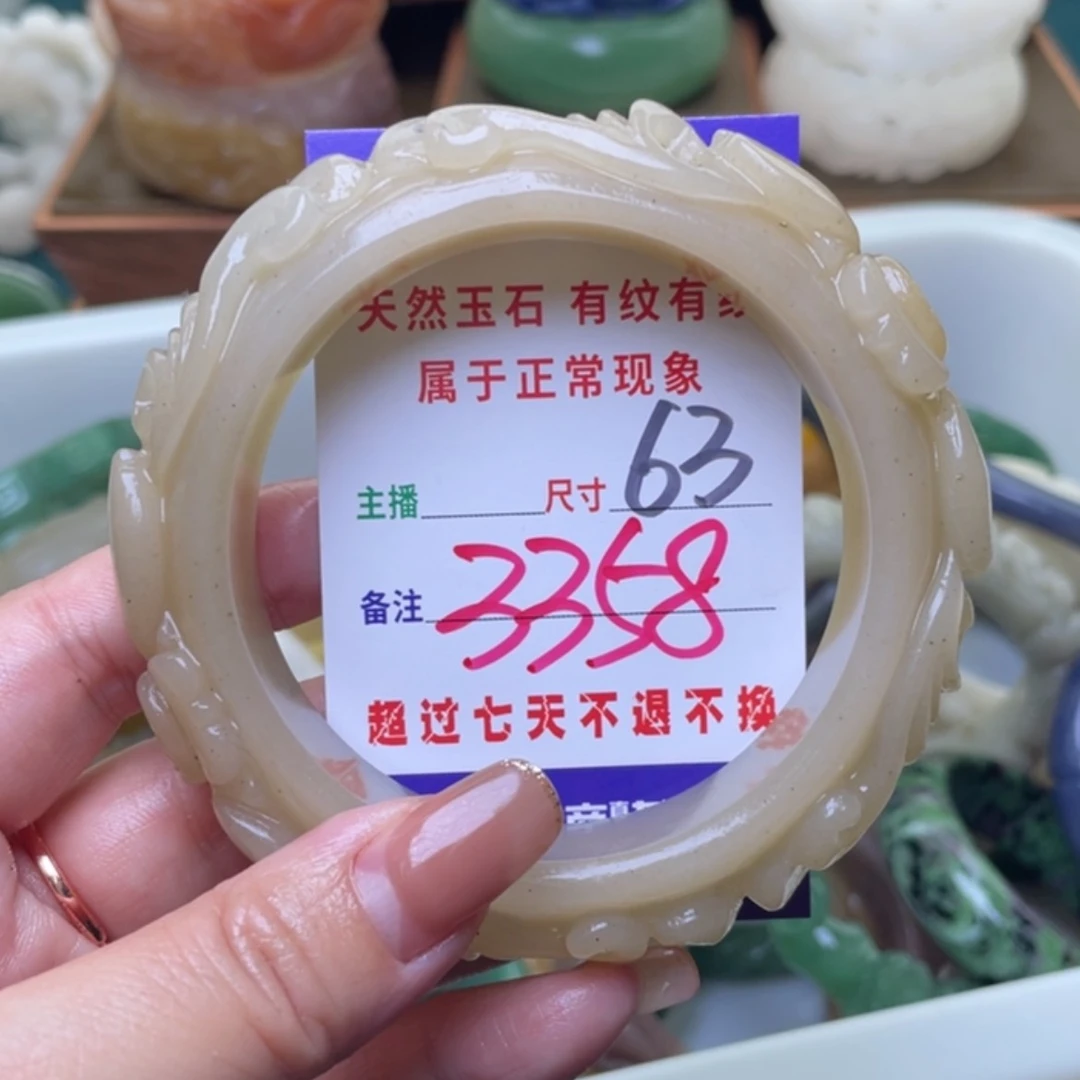 天然玉石 有纹有
属于正常现象
主播 尺寸 63
备注 3358
超过七天不退不换